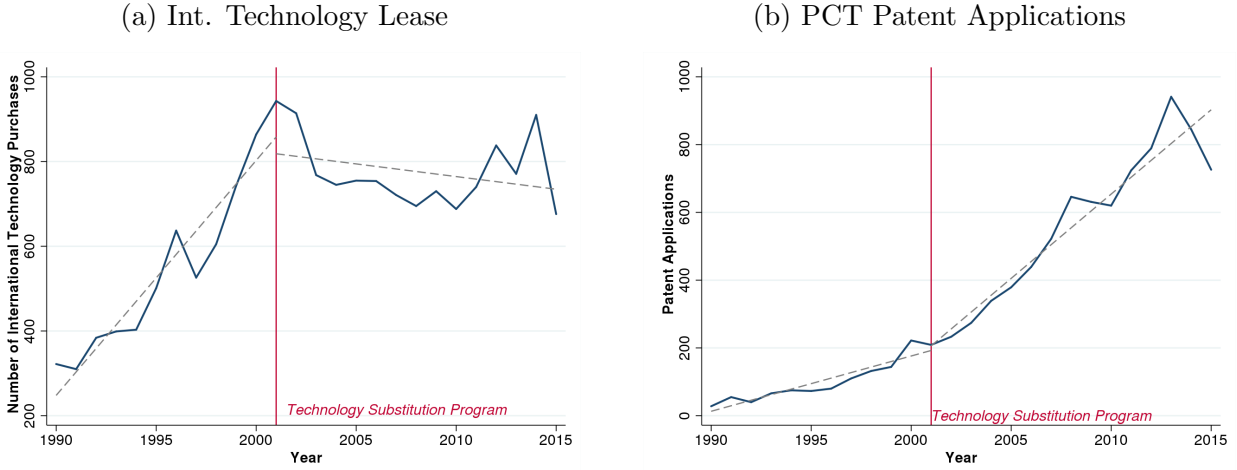 (a) Int. Technology Lease
Number of International Technology Purchases
1000
800
600
400
200
Technology Substitution Program
1990 1995 2000 2005 2010 2015
Year
(b) PCT Patent Applications
Patent Applications
1000
800
600
400
200
0
Technology Substitution Program
1990 1995 2000 2005 2010 2015
Year